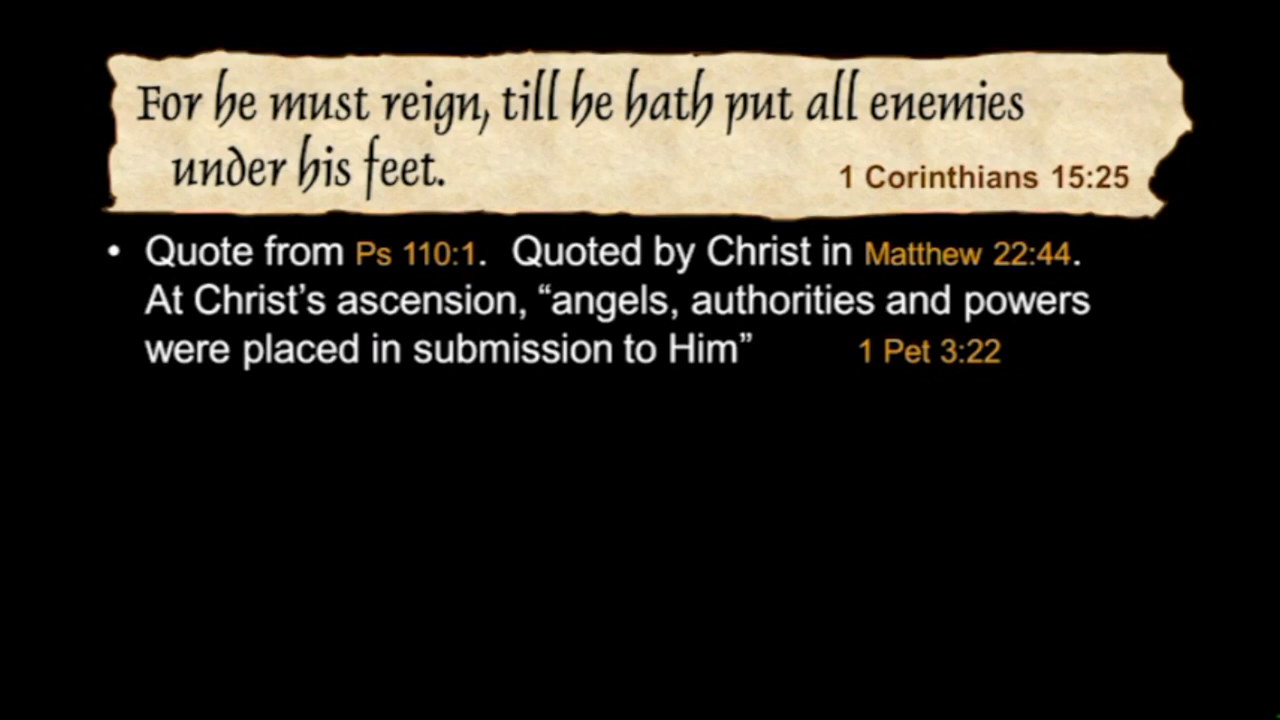 For he must reign, till he hath put all enemies
under his feet. 1 Corinthians 15:25
• Quote from Ps 110:1. Quoted by Christ in Matthew 22:44.
At Christ’s ascension, “angels, authorities and powers
were placed in submission to Him” 1 Pet 3:22